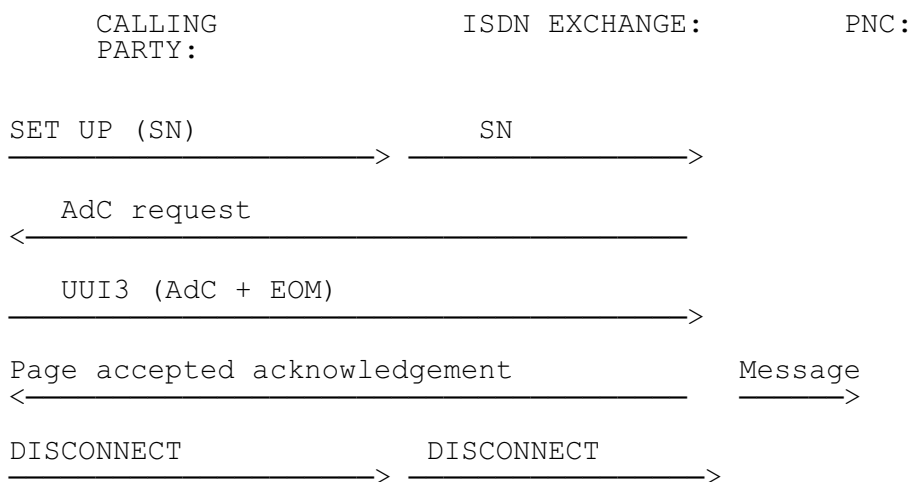 CALLING ISDN EXCHANGE: PNC:
PARTY:
SET UP (SN) SN
AdC request
UUI3 (AdC + EOM)
Page accepted acknowledgement Message
DISCONNECT DISCONNECT